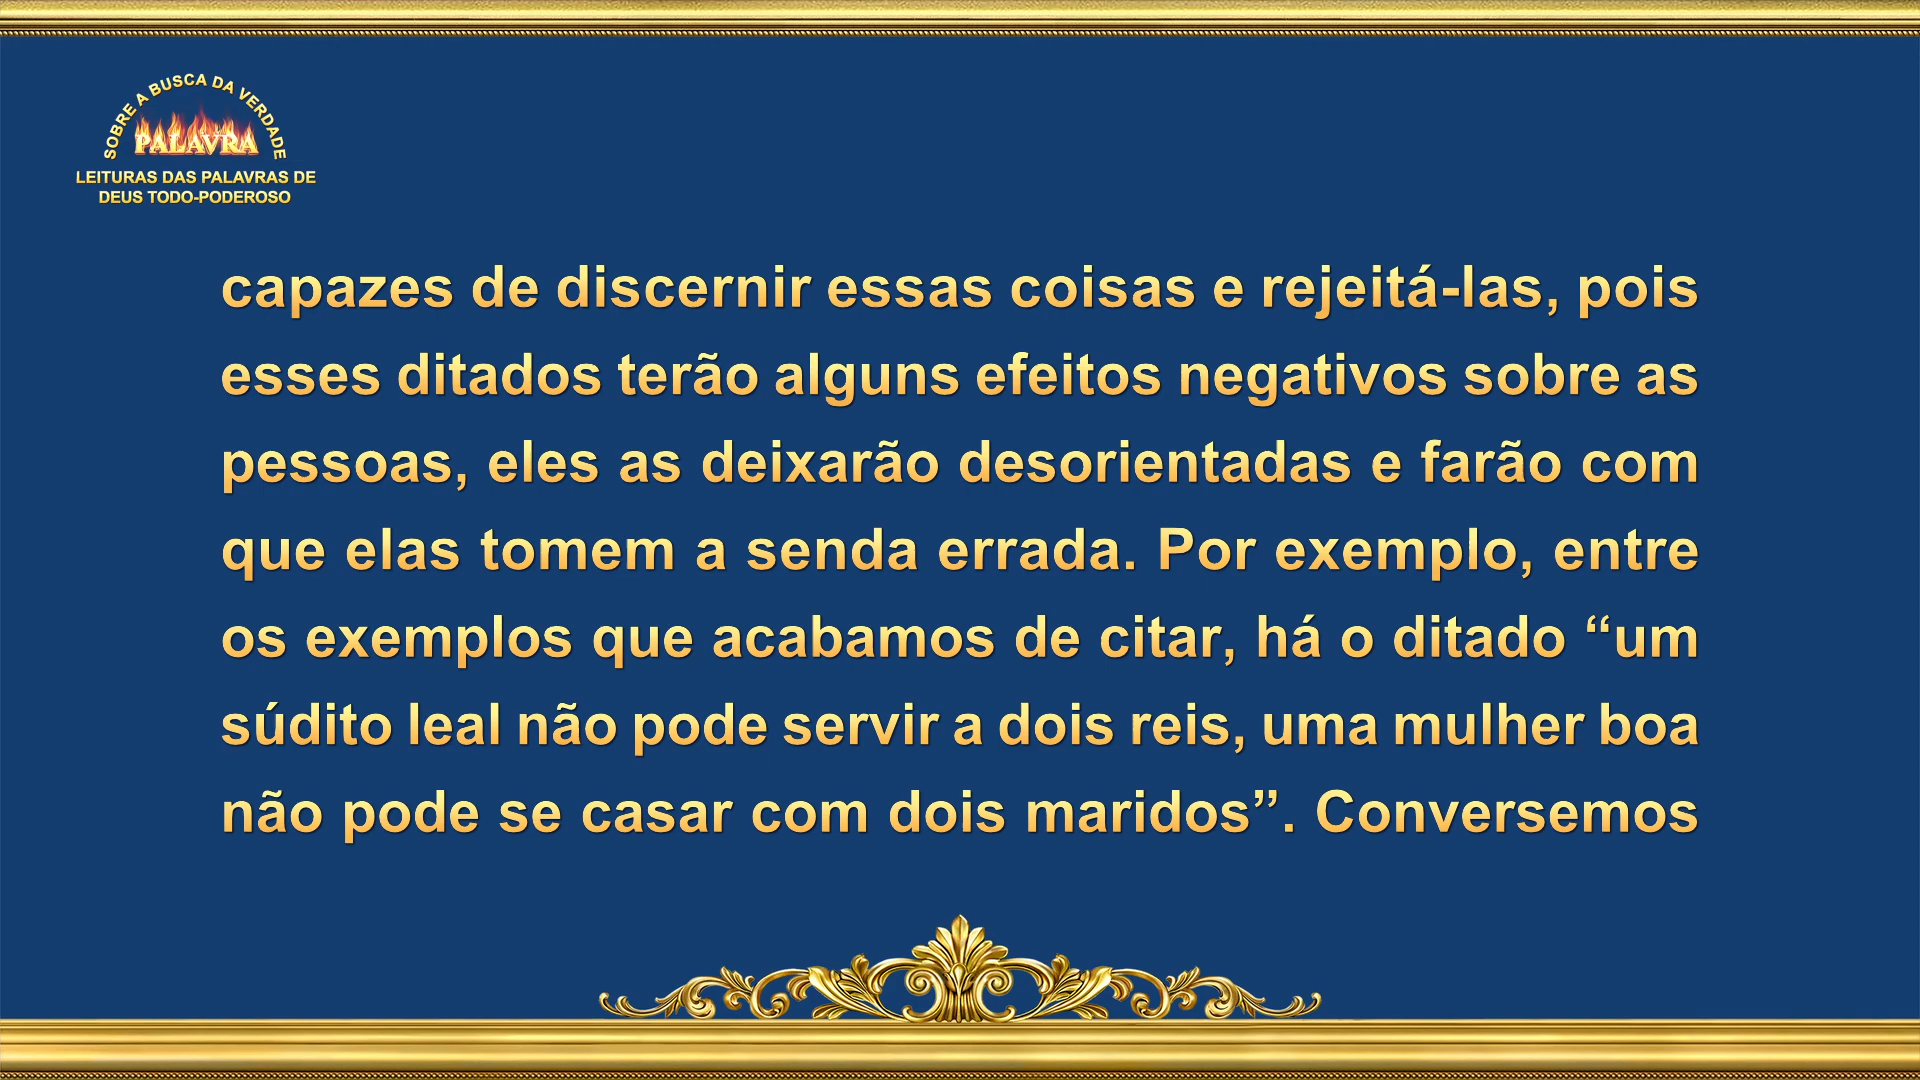 SOBRE A BUSCA DA VERDADE
PALAVRA
LEITURAS DAS PALAVRAS DE
DEUS TODO-PODEROSO
capazes de discernir essas coisas e rejeitá-las, pois
esses ditados terão alguns efeitos negativos sobre as
pessoas, eles as deixarão desorientadas e farão com
que elas tomem a senda errada. Por exemplo, entre
os exemplos que acabamos de citar, há o ditado “um
súdito leal não pode servir a dois reis, uma mulher boa
não pode se casar com dois maridos”. Conversemos